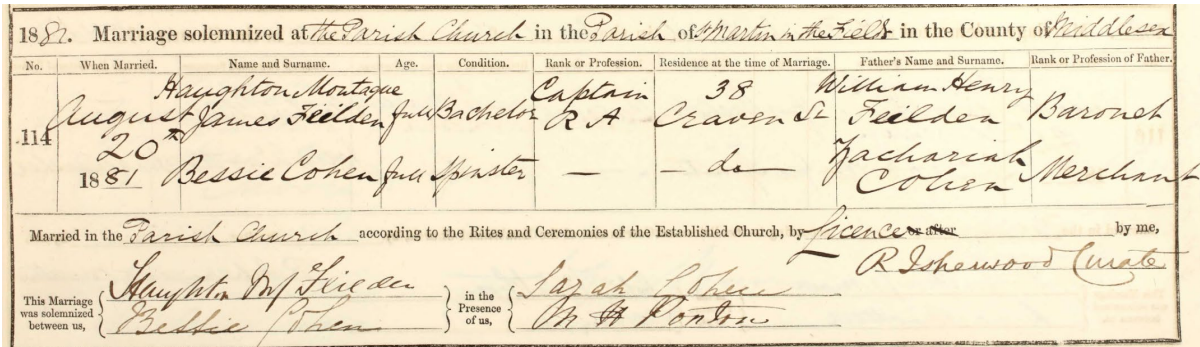 1881. Marriage solemnized at the Parish Church in the Parish of St Martin in the Fields in the County of Middlesex
No. When Married. Name and Surname. Age. Condition. Rank or Profession. Residence at the time of Marriage. Father's Name and Surname. Rank or Profession of Father.
114 August 20th 1881 Haughton Montague James Feilden full Bachelor Captain R A 38 Craven St William Henry Feilden Baronet
Bessie Cohen full Spinster — — do — Zachariah Cohen Merchant
Married in the Parish Church according to the Rites and Ceremonies of the Established Church, by Licence or after by me,
R Isherwood Curate
This Marriage was solemnized between us, { Haughton M J Feilden } in the Presence of us, { Sarah Cohen
Bessie Cohen M H Ponton